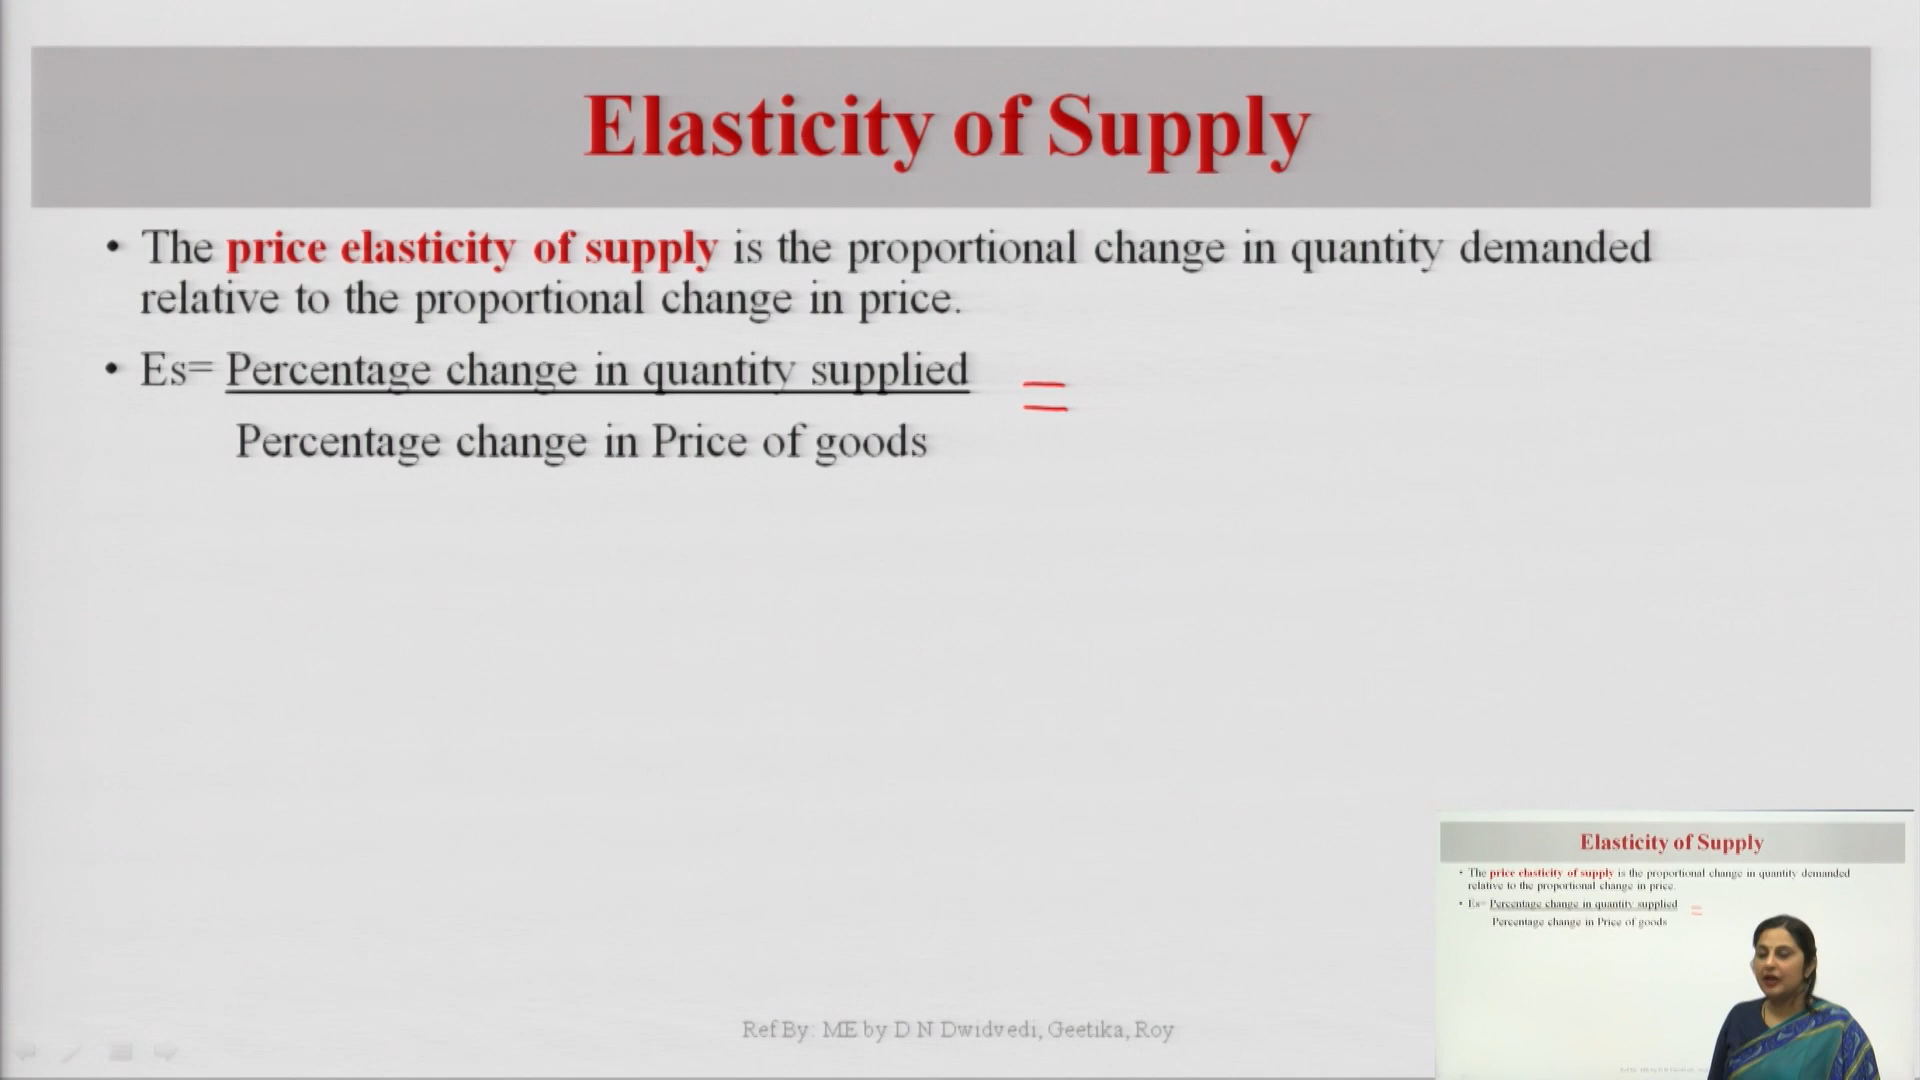 Elasticity of Supply
• The price elasticity of supply is the proportional change in quantity demanded
relative to the proportional change in price.
• Es= Percentage change in quantity supplied =
Percentage change in Price of goods
Ref By: ME by D N Dwidvedi, Geetika, Roy
Elasticity of Supply
• The price elasticity of supply is the proportional change in quantity demanded
relative to the proportional change in price.
• Es= Percentage change in quantity supplied =
Percentage change in Price of goods